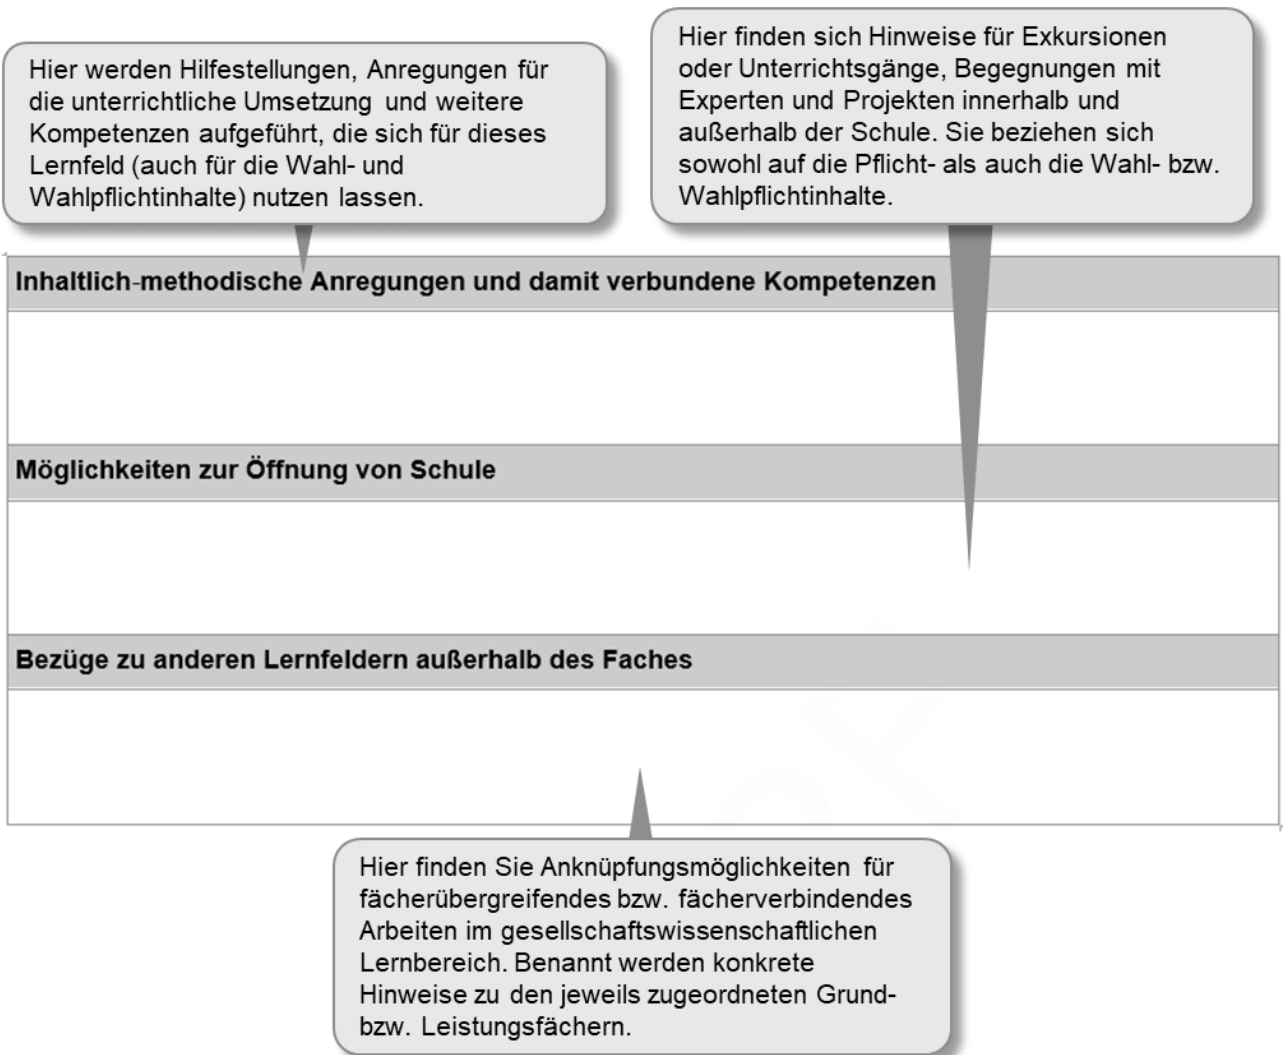 Hier werden Hilfestellungen, Anregungen für
die unterrichtliche Umsetzung und weitere
Kompetenzen aufgeführt, die sich für dieses
Lernfeld (auch für die Wahl- und
Wahlpflichtinhalte) nutzen lassen.
Hier finden sich Hinweise für Exkursionen
oder Unterrichtsgänge, Begegnungen mit
Experten und Projekten innerhalb und
außerhalb der Schule. Sie beziehen sich
sowohl auf die Pflicht- als auch die Wahl- bzw.
Wahlpflichtinhalte.
Inhaltlich-methodische Anregungen und damit verbundene Kompetenzen
Möglichkeiten zur Öffnung von Schule
Bezüge zu anderen Lernfeldern außerhalb des Faches
Hier finden Sie Anknüpfungsmöglichkeiten für
fächerübergreifendes bzw. fächerverbindendes
Arbeiten im gesellschaftswissenschaftlichen
Lernbereich. Benannt werden konkrete
Hinweise zu den jeweils zugeordneten Grund-
bzw. Leistungsfächern.